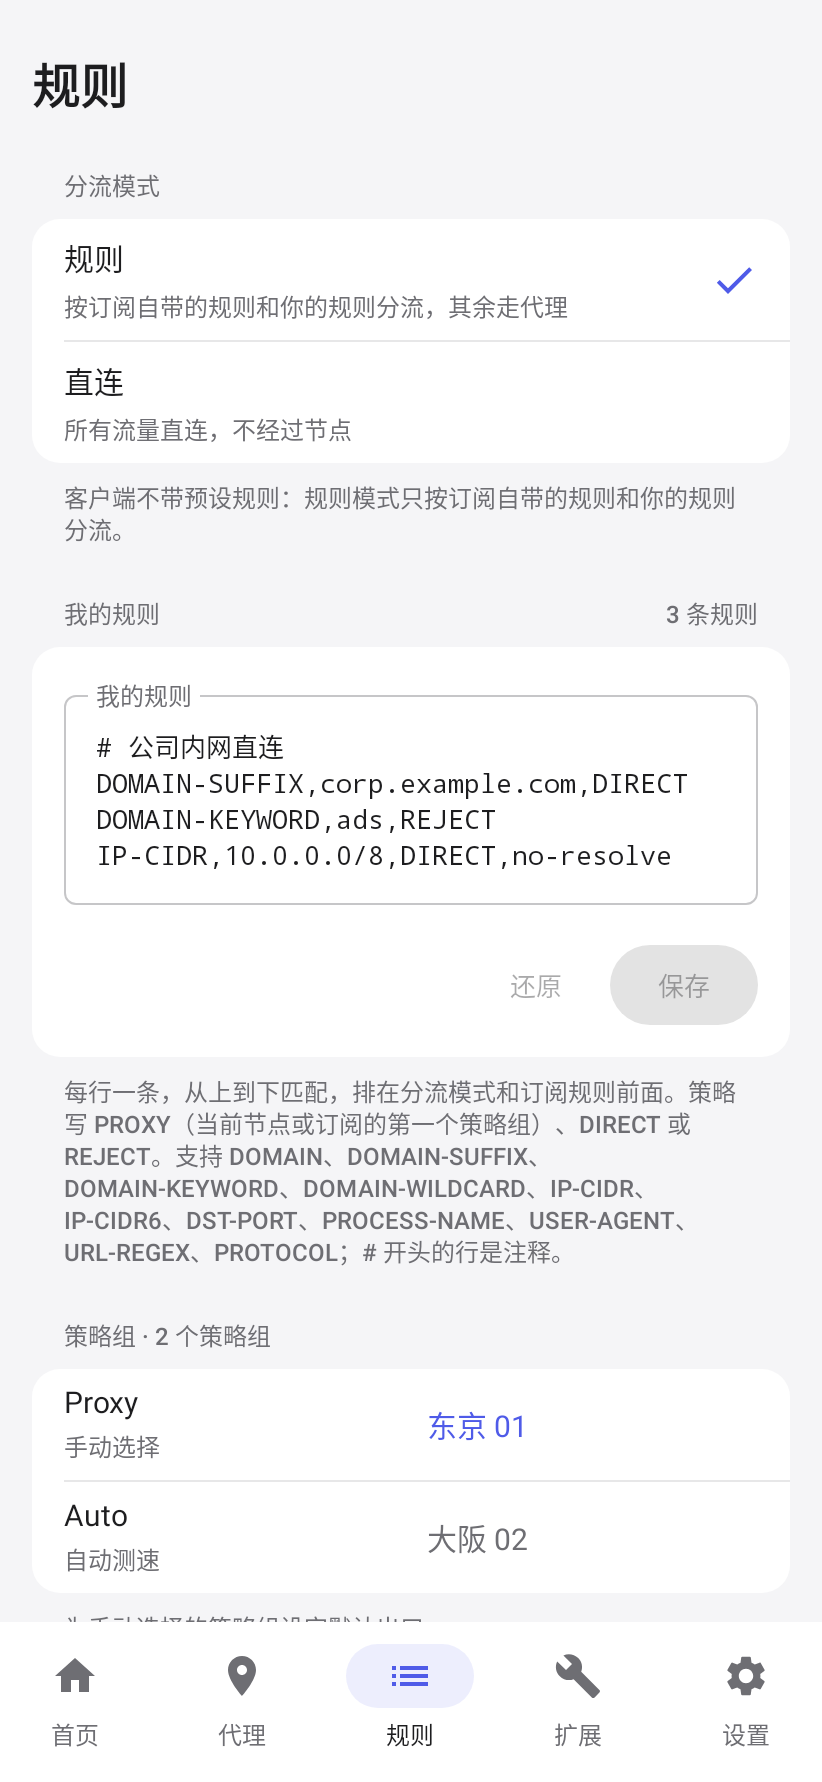 规则
分流模式
规则
按订阅自带的规则和你的规则分流，其余走代理
直连
所有流量直连，不经过节点
客户端不带预设规则：规则模式只按订阅自带的规则和你的规则
分流。
我的规则 3 条规则
我的规则
# 公司内网直连
DOMAIN-SUFFIX,corp.example.com,DIRECT
DOMAIN-KEYWORD,ads,REJECT
IP-CIDR,10.0.0.0/8,DIRECT,no-resolve
还原 保存
每行一条，从上到下匹配，排在分流模式和订阅规则前面。策略
写 PROXY（当前节点或订阅的第一个策略组）、DIRECT 或
REJECT。支持 DOMAIN、DOMAIN-SUFFIX、
DOMAIN-KEYWORD、DOMAIN-WILDCARD、IP-CIDR、
IP-CIDR6、DST-PORT、PROCESS-NAME、USER-AGENT、
URL-REGEX、PROTOCOL；# 开头的行是注释。
策略组 · 2 个策略组
Proxy
东京 01
手动选择
Auto
大阪 02
自动测速
首页 代理 规则 扩展 设置